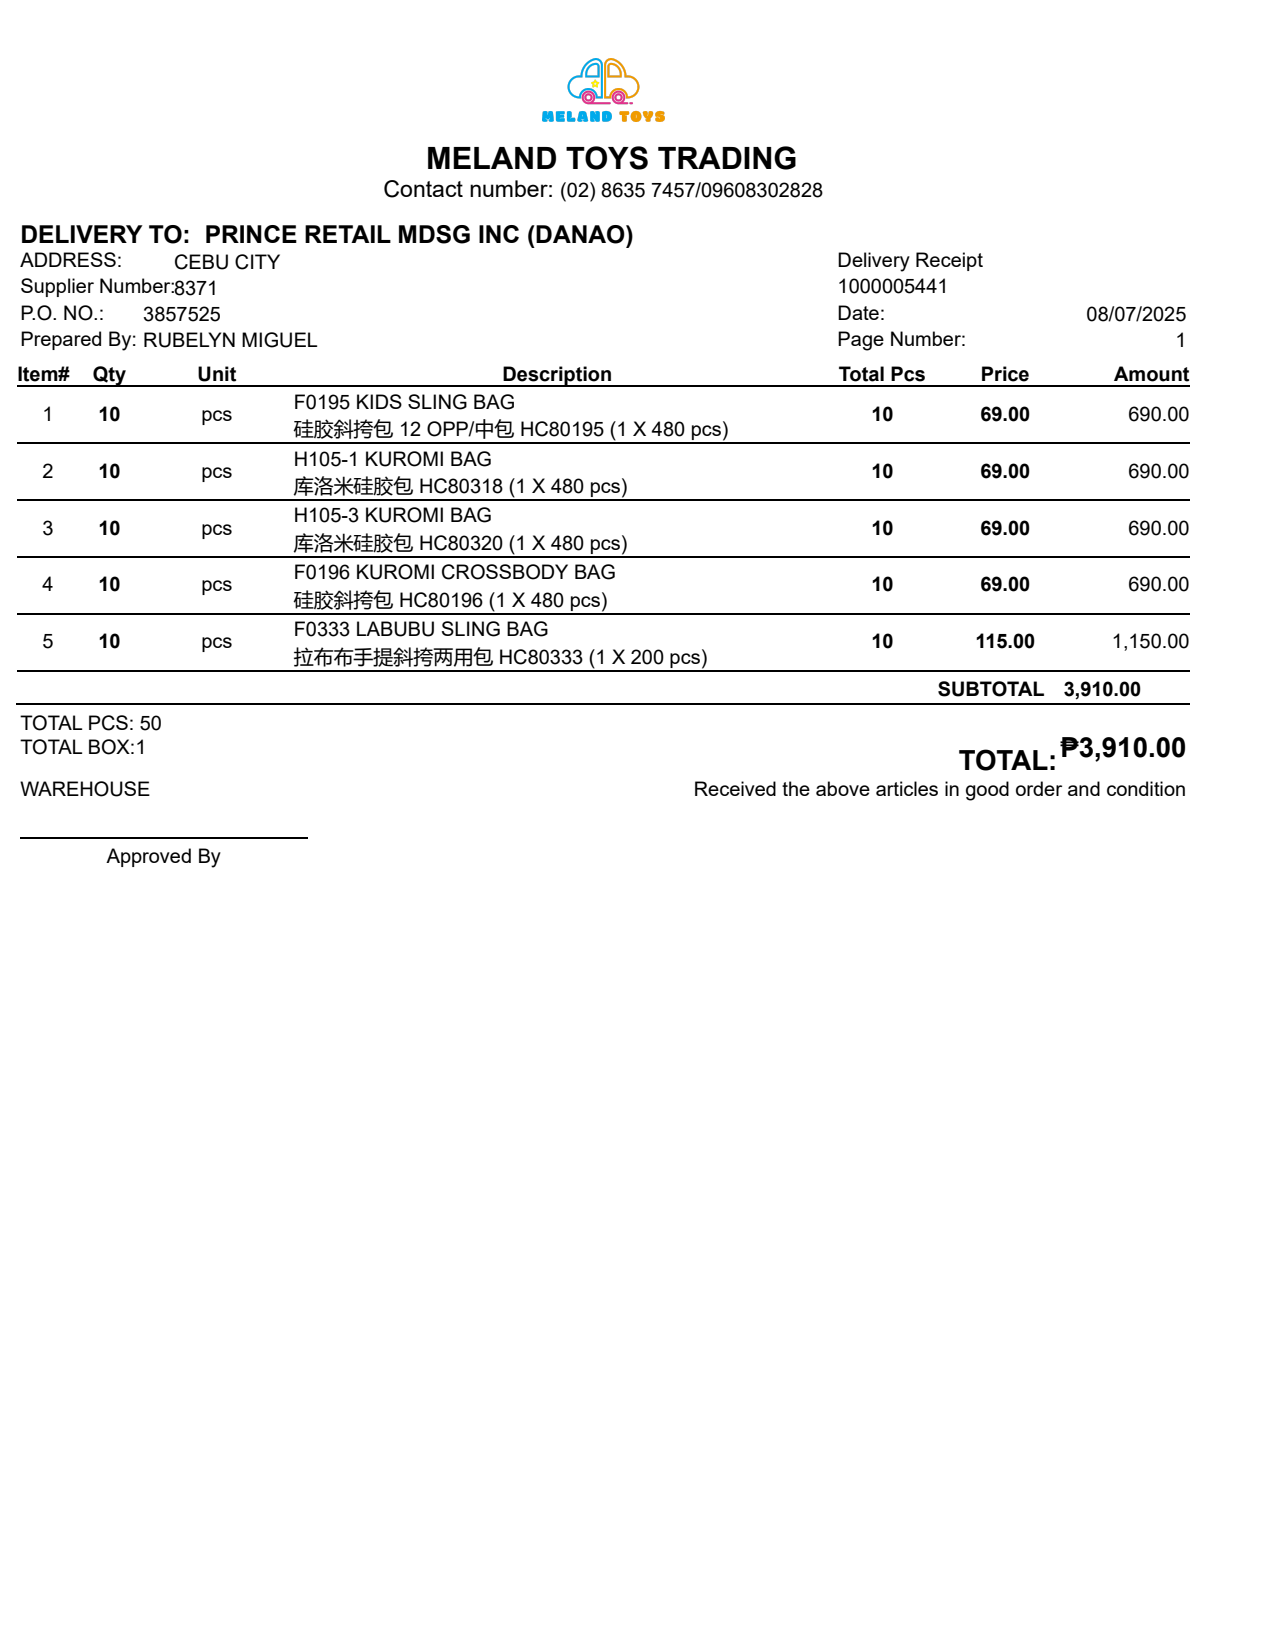 MELAND TOYS
MELAND TOYS TRADING
Contact number: (02) 8635 7457/09608302828
DELIVERY TO: PRINCE RETAIL MDSG INC (DANAO)
ADDRESS: CEBU CITY Delivery Receipt
Supplier Number:8371 1000005441
P.O. NO.: 3857525 Date: 08/07/2025
Prepared By: RUBELYN MIGUEL Page Number: 1
Item# Qty Unit Description Total Pcs Price Amount
1 10 pcs F0195 KIDS SLING BAG 10 69.00 690.00
硅胶斜挎包 12 OPP/中包 HC80195 (1 X 480 pcs)
2 10 pcs H105-1 KUROMI BAG 10 69.00 690.00
库洛米硅胶包 HC80318 (1 X 480 pcs)
3 10 pcs H105-3 KUROMI BAG 10 69.00 690.00
库洛米硅胶包 HC80320 (1 X 480 pcs)
4 10 pcs F0196 KUROMI CROSSBODY BAG 10 69.00 690.00
硅胶斜挎包 HC80196 (1 X 480 pcs)
5 10 pcs F0333 LABUBU SLING BAG 10 115.00 1,150.00
拉布布手提斜挎两用包 HC80333 (1 X 200 pcs)
SUBTOTAL 3,910.00
TOTAL PCS: 50
TOTAL BOX:1 TOTAL: ₱3,910.00
WAREHOUSE Received the above articles in good order and condition
Approved By